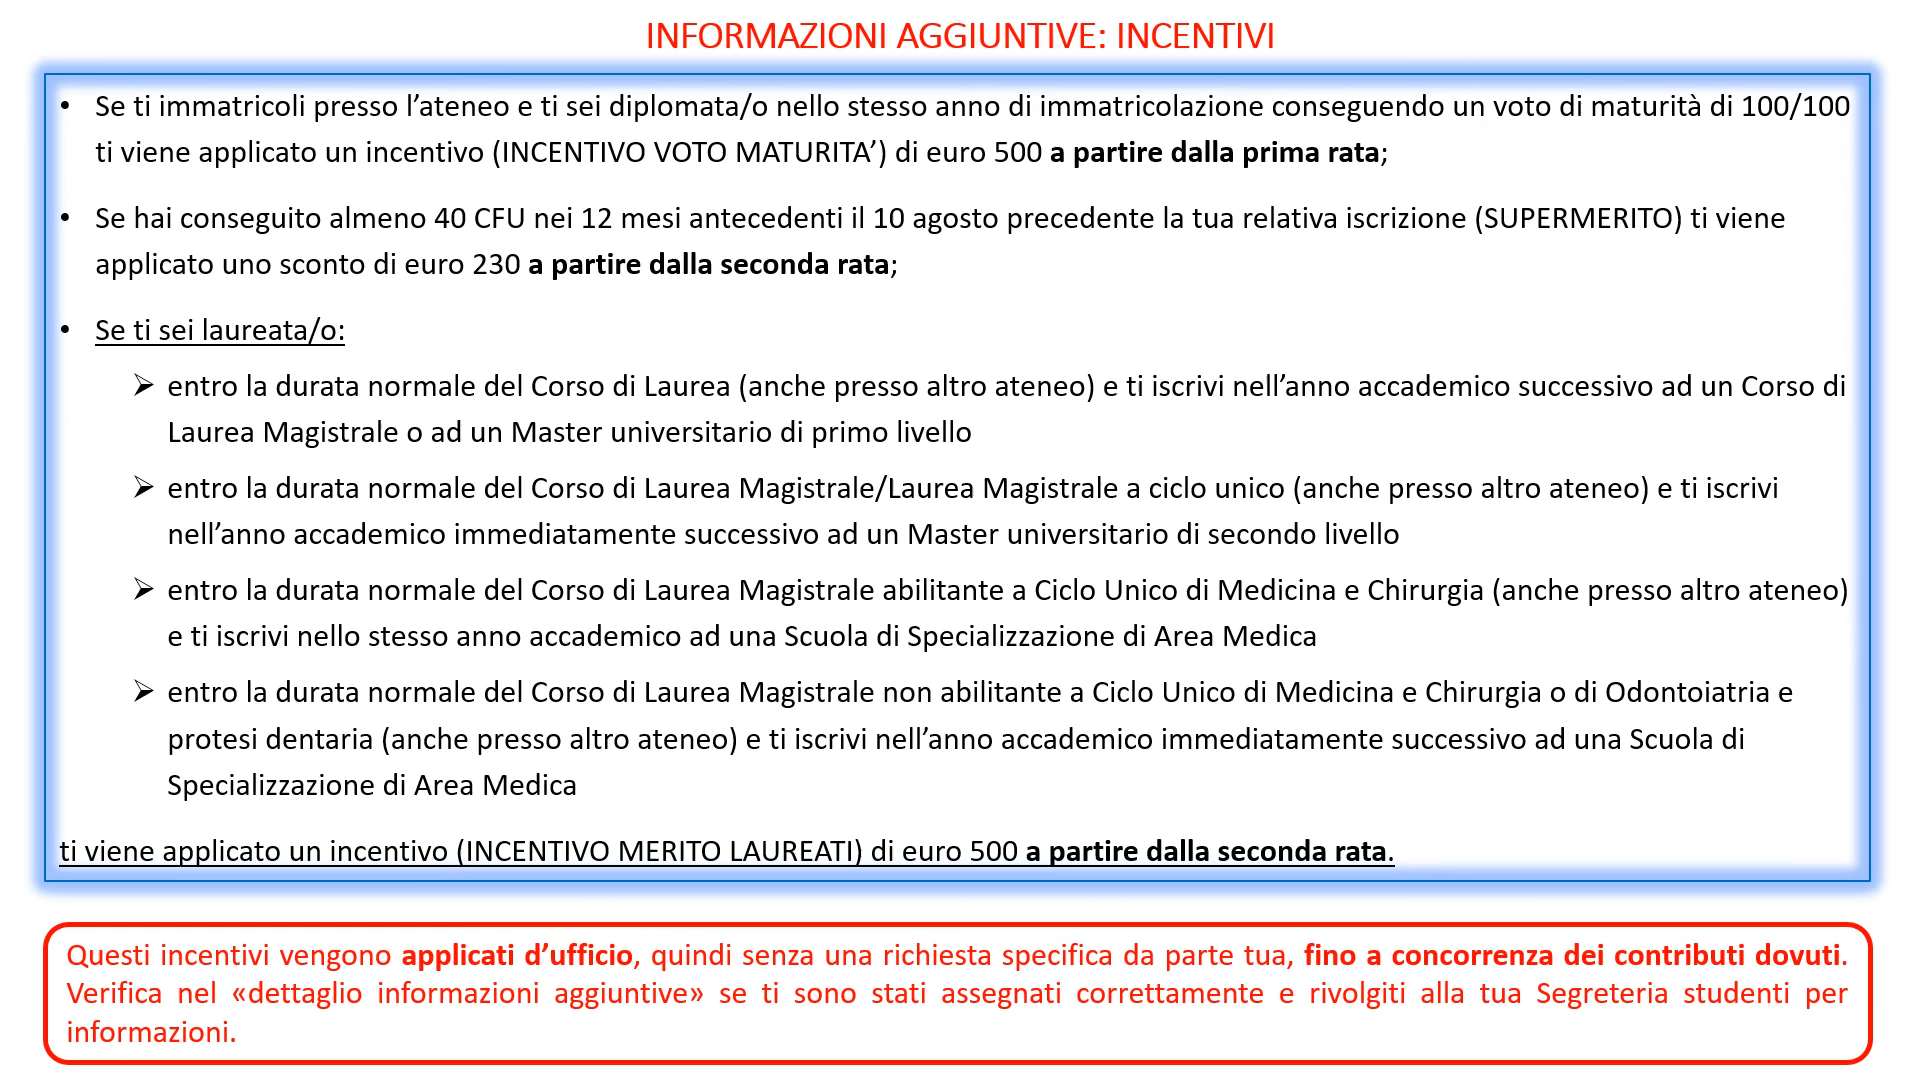 INFORMAZIONI AGGIUNTIVE: INCENTIVI
• Se ti immatricoli presso l’ateneo e ti sei diplomata/o nello stesso anno di immatricolazione conseguendo un voto di maturità di 100/100
ti viene applicato un incentivo (INCENTIVO VOTO MATURITA’) di euro 500 a partire dalla prima rata;
• Se hai conseguito almeno 40 CFU nei 12 mesi antecedenti il 10 agosto precedente la tua relativa iscrizione (SUPERMERITO) ti viene
applicato uno sconto di euro 230 a partire dalla seconda rata;
• Se ti sei laureata/o:
➢ entro la durata normale del Corso di Laurea (anche presso altro ateneo) e ti iscrivi nell’anno accademico successivo ad un Corso di
Laurea Magistrale o ad un Master universitario di primo livello
➢ entro la durata normale del Corso di Laurea Magistrale/Laurea Magistrale a ciclo unico (anche presso altro ateneo) e ti iscrivi
nell’anno accademico immediatamente successivo ad un Master universitario di secondo livello
➢ entro la durata normale del Corso di Laurea Magistrale abilitante a Ciclo Unico di Medicina e Chirurgia (anche presso altro ateneo)
e ti iscrivi nello stesso anno accademico ad una Scuola di Specializzazione di Area Medica
➢ entro la durata normale del Corso di Laurea Magistrale non abilitante a Ciclo Unico di Medicina e Chirurgia o di Odontoiatria e
protesi dentaria (anche presso altro ateneo) e ti iscrivi nell’anno accademico immediatamente successivo ad una Scuola di
Specializzazione di Area Medica
ti viene applicato un incentivo (INCENTIVO MERITO LAUREATI) di euro 500 a partire dalla seconda rata.
Questi incentivi vengono applicati d’ufficio, quindi senza una richiesta specifica da parte tua, fino a concorrenza dei contributi dovuti.
Verifica nel «dettaglio informazioni aggiuntive» se ti sono stati assegnati correttamente e rivolgiti alla tua Segreteria studenti per
informazioni.